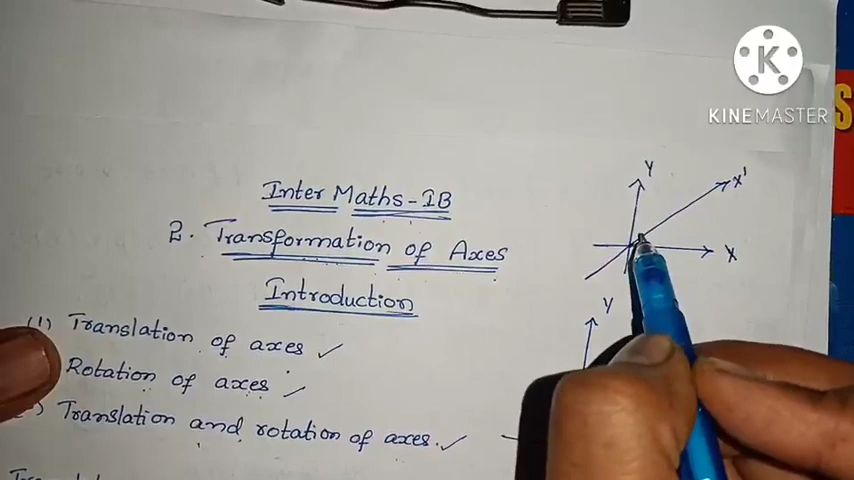 K
KINEMASTER
S
Inter Maths-IB
2. Transformation of Axes
Introduction
Y
X'
X
Y
(1) Translation of axes ✓
Rotation of axes ✓
) Translation and rotation of axes. ✓